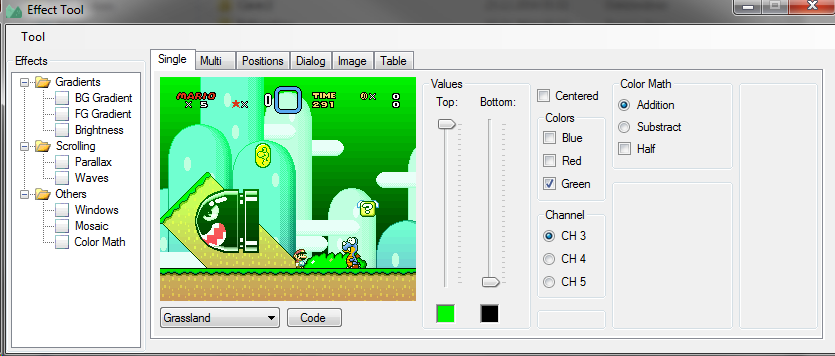 Effect Tool
Tool
Effects
Gradients
BG Gradient
FG Gradient
Brightness
Scrolling
Parallax
Waves
Others
Windows
Mosaic
Color Math
Single Multi Positions Dialog Image Table
MARIO TIME
x 5 ★x 0 291 0x 0
0
?
Grassland
Code
Values
Top: Bottom:
Centered
Colors
Blue
Red
Green
Channel
CH 3
CH 4
CH 5
Color Math
Addition
Substract
Half